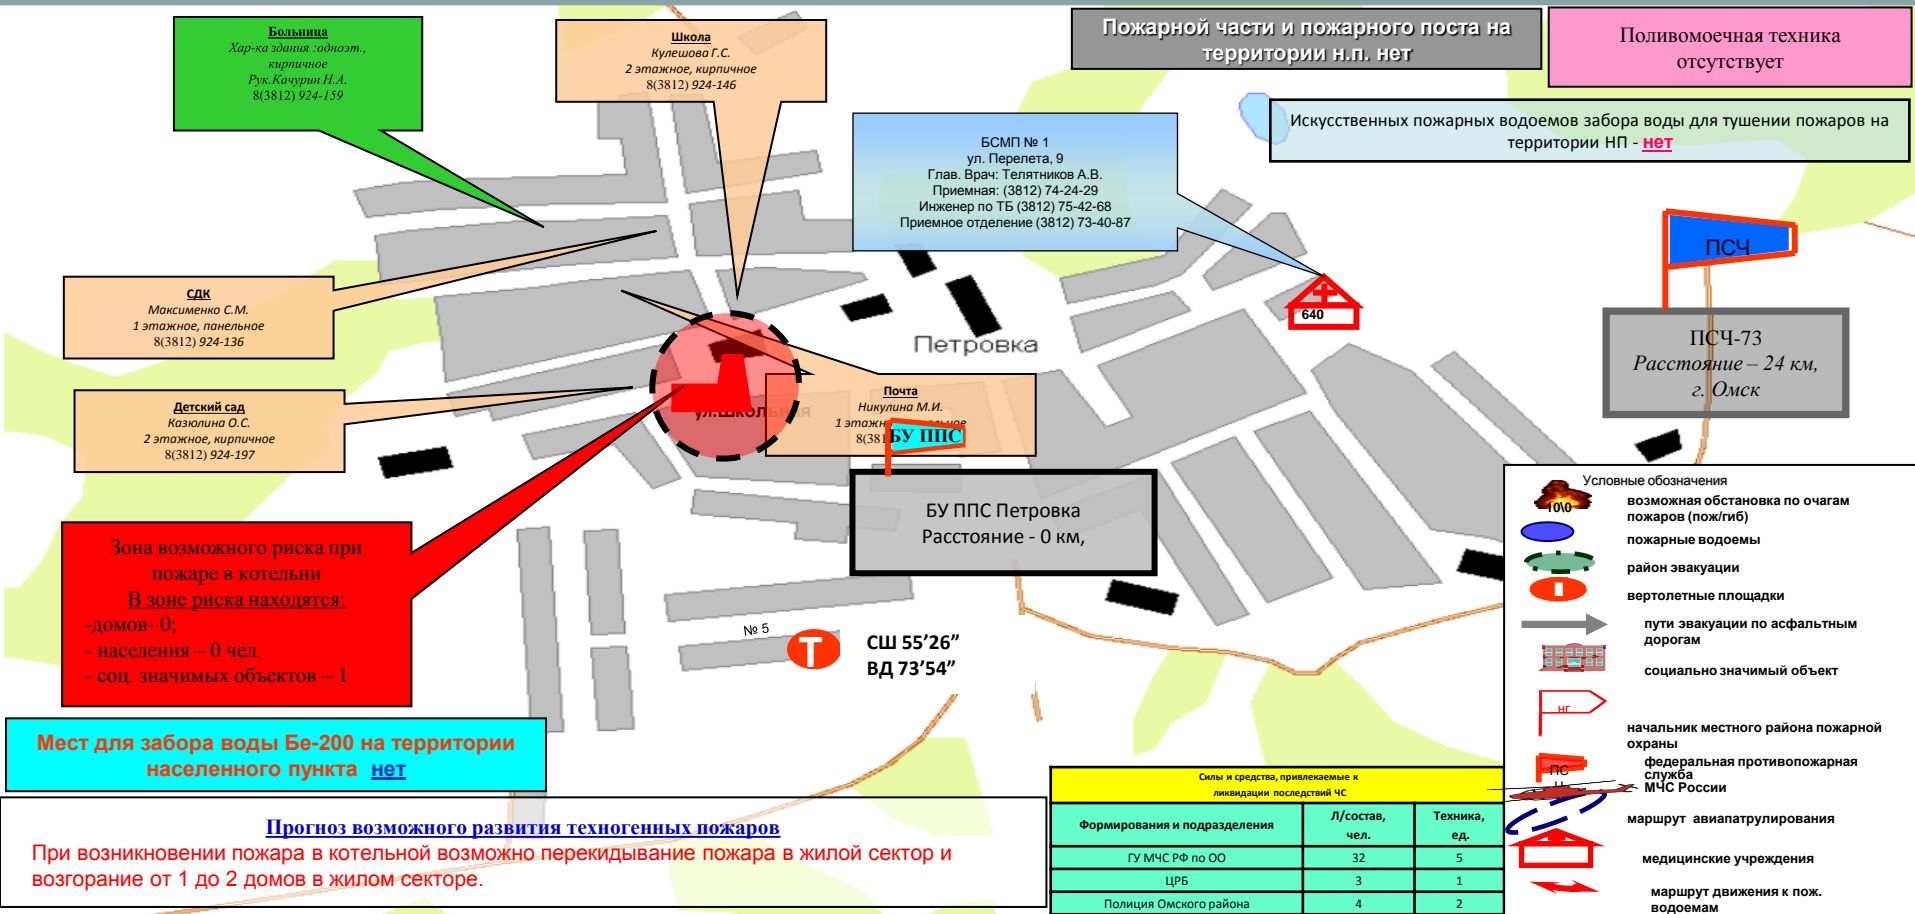 Больница
Хар-ка здания :одноэт.,
кирпичное
Рук.Качурин Н.А.
8(3812) 924-159
Школа
Кулешова Г.С.
2 этажное, кирпичное
8(3812) 924-146
Пожарной части и пожарного поста на
территории н.п. нет
Поливомоечная техника
отсутствует
Искусственных пожарных водоемов забора воды для тушении пожаров на
территории НП - нет
БСМП № 1
ул. Перелета, 9
Глав. Врач: Телятников А.В.
Приемная: (3812) 74-24-29
Инженер по ТБ (3812) 75-42-68
Приемное отделение (3812) 73-40-87
ПСЧ
ПСЧ-73
Расстояние – 24 км,
г. Омск
640
СДК
Максименко С.М.
1 этажное, панельное
8(3812) 924-136
Петровка
Детский сад
Казюлина О.С.
2 этажное, кирпичное
8(3812) 924-197
ул.Школьная
Почта
Никулина М.И.
1 этажн
8(381
БУ ППС
БУ ППС Петровка
Расстояние - 0 км,
Зона возможного риска при
пожаре в котельни
В зоне риска находятся:
-домов- 0;
- населения – 0 чел.
- соц. значимых объектов – 1
№ 5
Т
СШ 55’26”
ВД 73’54”
Мест для забора воды Бе-200 на территории
населенного пункта нет
Прогноз возможного развития техногенных пожаров
При возникновении пожара в котельной возможно перекидывание пожара в жилой сектор и
возгорание от 1 до 2 домов в жилом секторе.
Силы и средства, привлекаемые к
ликвидации последствий ЧС
Формирования и подразделения Л/состав, чел. Техника, ед.
ГУ МЧС РФ по ОО 32 5
ЦРБ 3 1
Полиция Омского района 4 2
Условные обозначения
10\0
возможная обстановка по очагам
пожаров (пож/гиб)
пожарные водоемы
район эвакуации
вертолетные площадки
пути эвакуации по асфальтным
дорогам
социально значимый объект
НГ
начальник местного района пожарной
охраны
ПС
федеральная противопожарная
служба
МЧС России
маршрут авиапатрулирования
медицинские учреждения
маршрут движения к пож.
водоемам